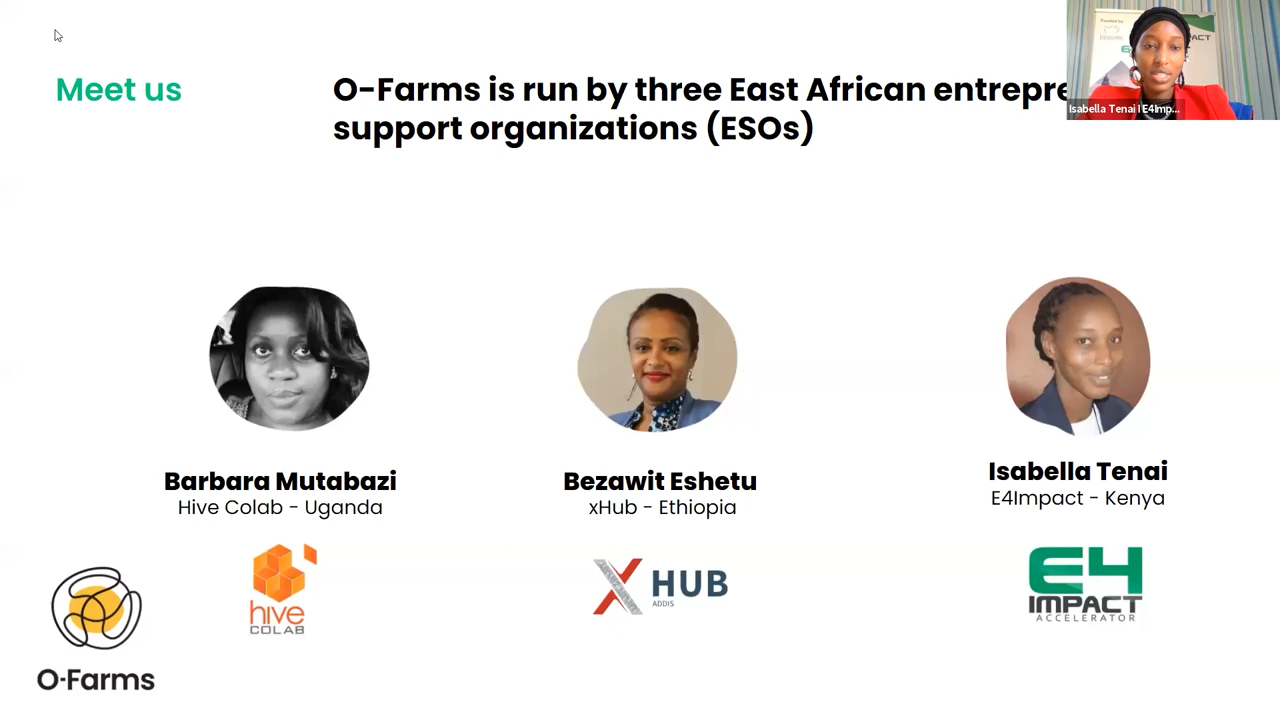 Meet us
O-Farms is run by three East African entrepre
support organizations (ESOs)
Isabella Tenai I E4Imp...
IMPACT
Barbara Mutabazi
Hive Colab - Uganda
Bezawit Eshetu
xHub - Ethiopia
Isabella Tenai
E4Impact - Kenya
hive
COLAB
X HUB
ADDIS
E4
IMPACT
ACCELERATOR
O·Farms